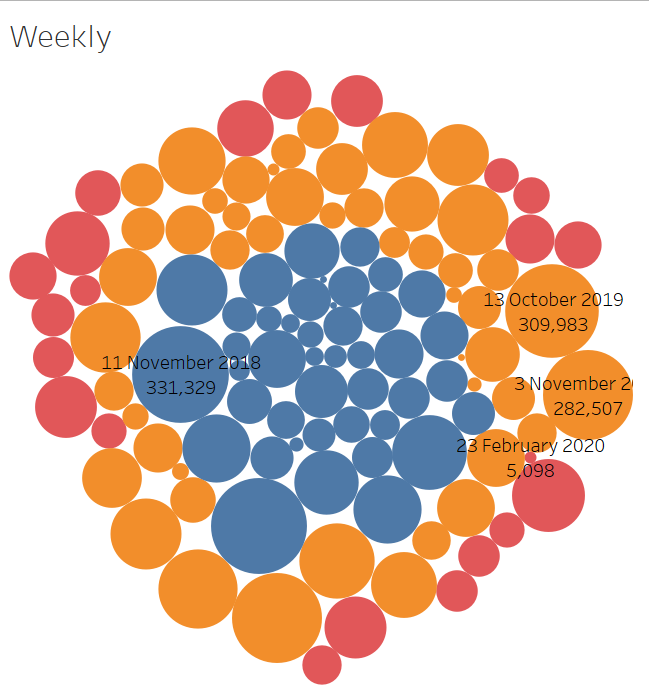 Weekly
13 October 2019
309,983
11 November 2018
331,329
3 November 2
282,507
23 February 2020
5,098